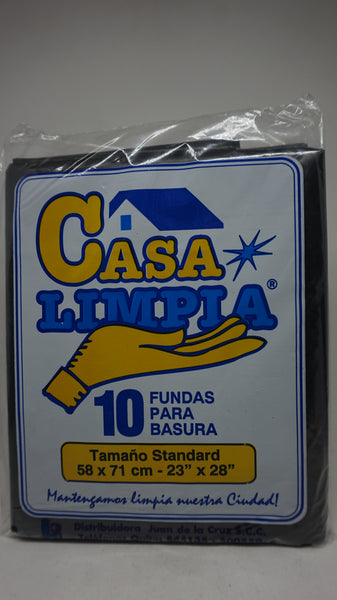 CASA
LIMPIA®
10 FUNDAS
PARA
BASURA
Tamaño Standard
58 x 71 cm - 23" x 28"
Mantengamos limpia nuestra Ciudad!
Distribuidora Juan de la Cruz S.C.C.